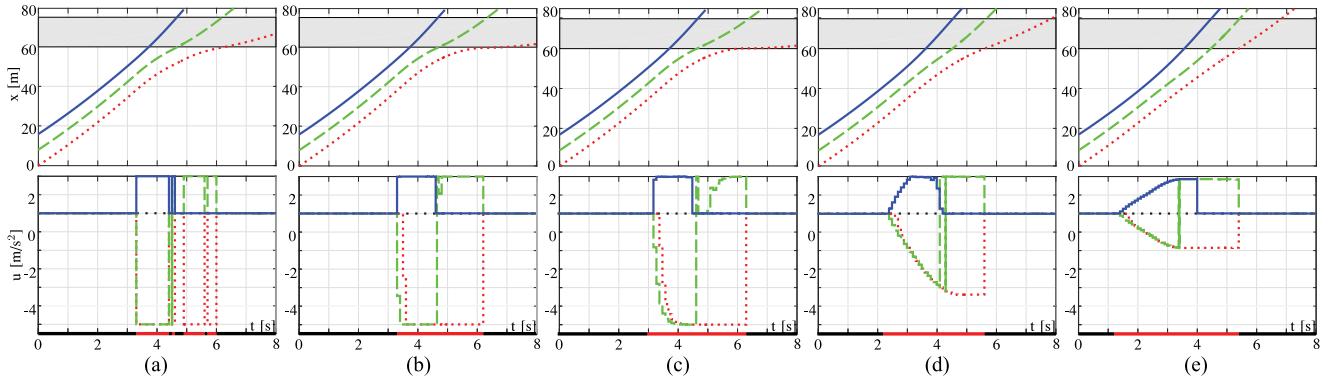 80 80 80 80 80
60 60 60 60 60
x [m] 40 40 40 40 40
20 20 20 20 20
0 0 0 0 0
2 2 2 2 2
u [m/s²] 0 0 0 0 0
-2 -2 -2 -2 -2
-4 -4 -4 -4 -4
t [s] t [s] t [s] t [s] t [s]
0 2 4 6 8 0 2 4 6 8 0 2 4 6 8 0 2 4 6 8 0 2 4 6 8
(a) (b) (c) (d) (e)